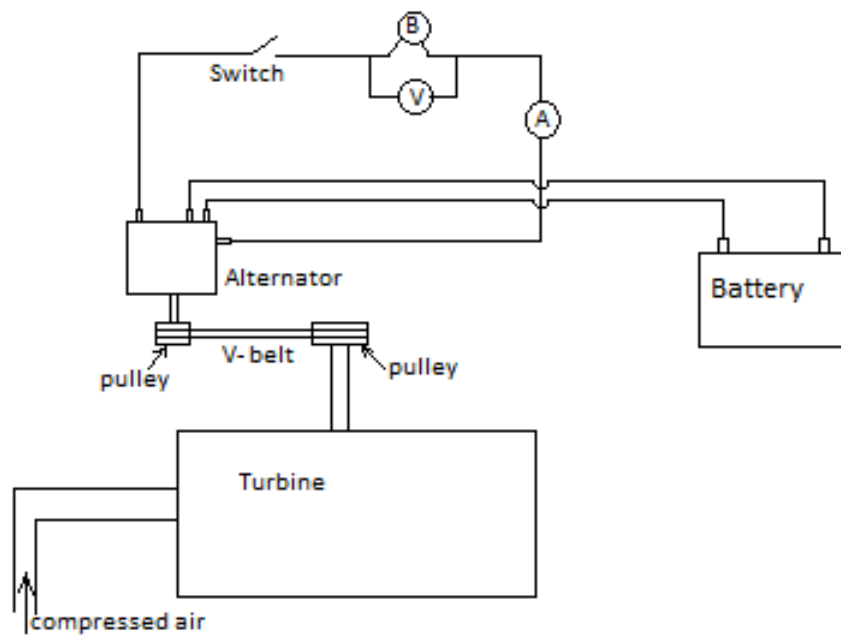 B
Switch
V
A
Alternator
Battery
V- belt
pulley
pulley
Turbine
compressed air